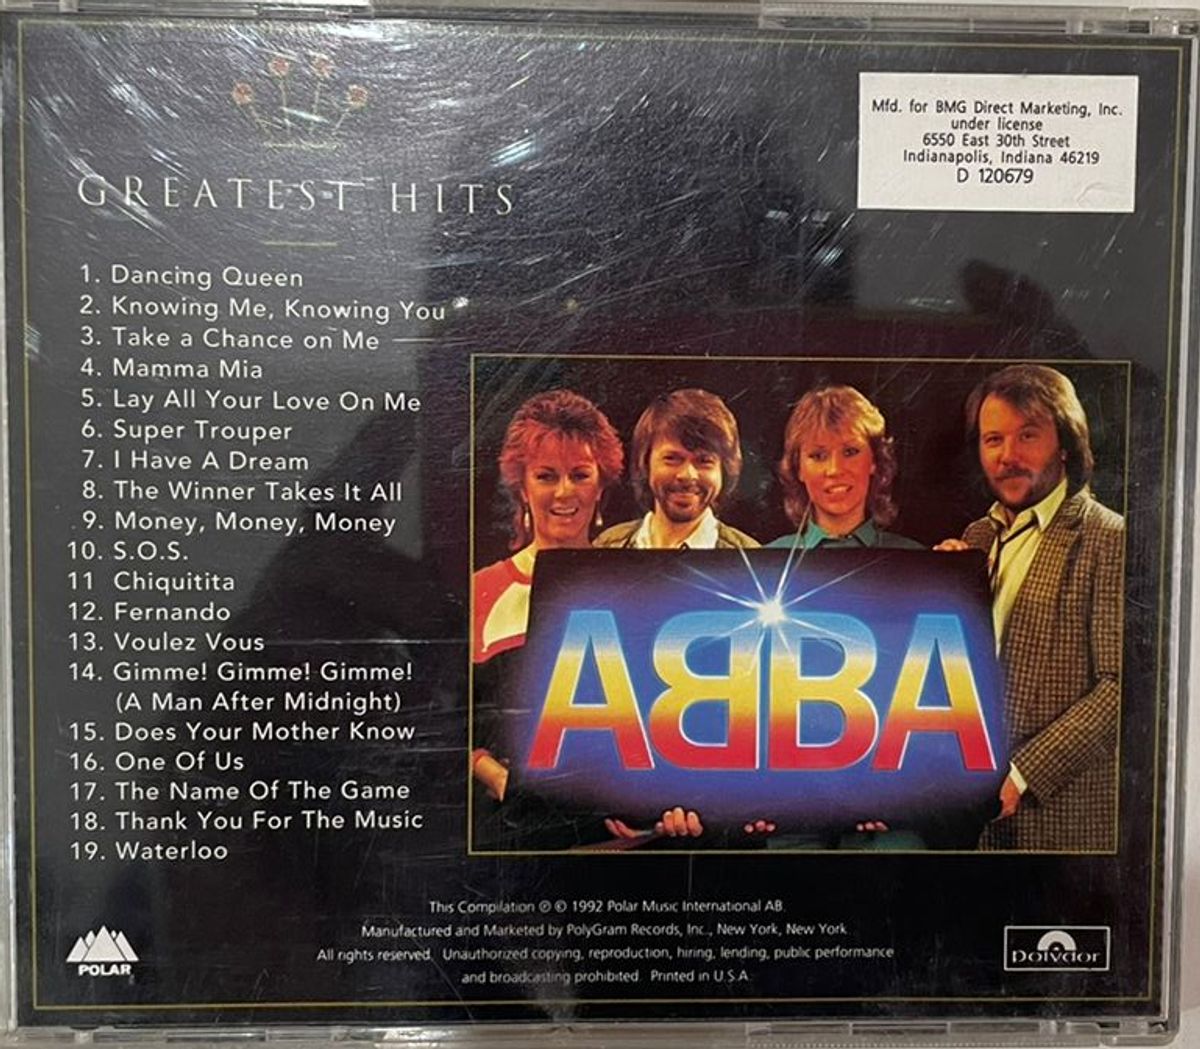 Mfd. for BMG Direct Marketing, Inc.
under license
6550 East 30th Street
Indianapolis, Indiana 46219
D 120679
GREATEST HITS
1. Dancing Queen
2. Knowing Me, Knowing You
3. Take a Chance on Me
4. Mamma Mia
5. Lay All Your Love On Me
6. Super Trouper
7. I Have A Dream
8. The Winner Takes It All
9. Money, Money, Money
10. S.O.S.
11 Chiquitita
12. Fernando
13. Voulez Vous
14. Gimme! Gimme! Gimme!
(A Man After Midnight)
15. Does Your Mother Know
16. One Of Us
17. The Name Of The Game
18. Thank You For The Music
19. Waterloo
ABBA
This Compilation ℗ © 1992 Polar Music International AB.
Manufactured and Marketed by PolyGram Records, Inc., New York, New York
All rights reserved. Unauthorized copying, reproduction, hiring, lending, public performance
and broadcasting prohibited. Printed in U.S.A.
POLAR
Polydor